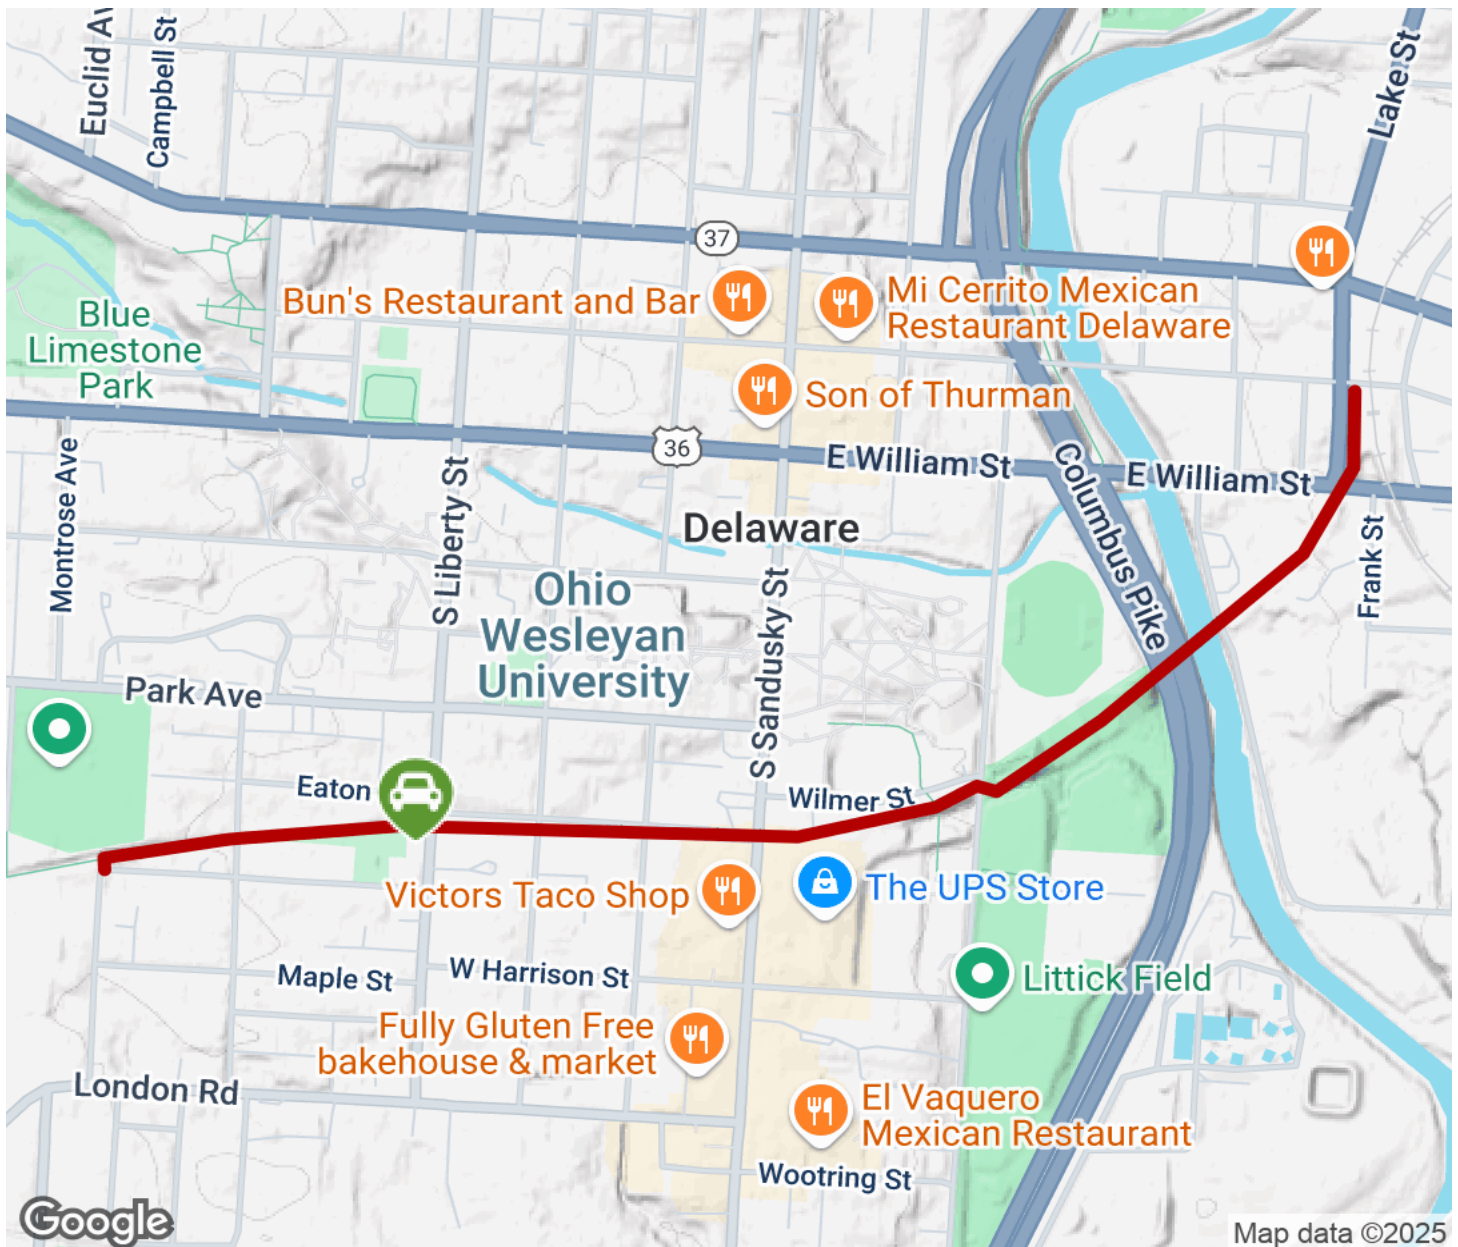 Euclid Av
Campbell St
Lake St
37
Bun's Restaurant and Bar
Mi Cerrito Mexican
Restaurant Delaware
Blue
Limestone
Park
Son of Thurman
36
E William St
E William St
Columbus Pike
Montrose Ave
S Liberty St
Delaware
Frank St
Ohio
Wesleyan
University
S Sandusky St
Park Ave
Eaton
Wilmer St
Victors Taco Shop
The UPS Store
Maple St
W Harrison St
Littick Field
Fully Gluten Free
bakehouse & market
London Rd
El Vaquero
Mexican Restaurant
Wootring St
Google
Map data ©2025